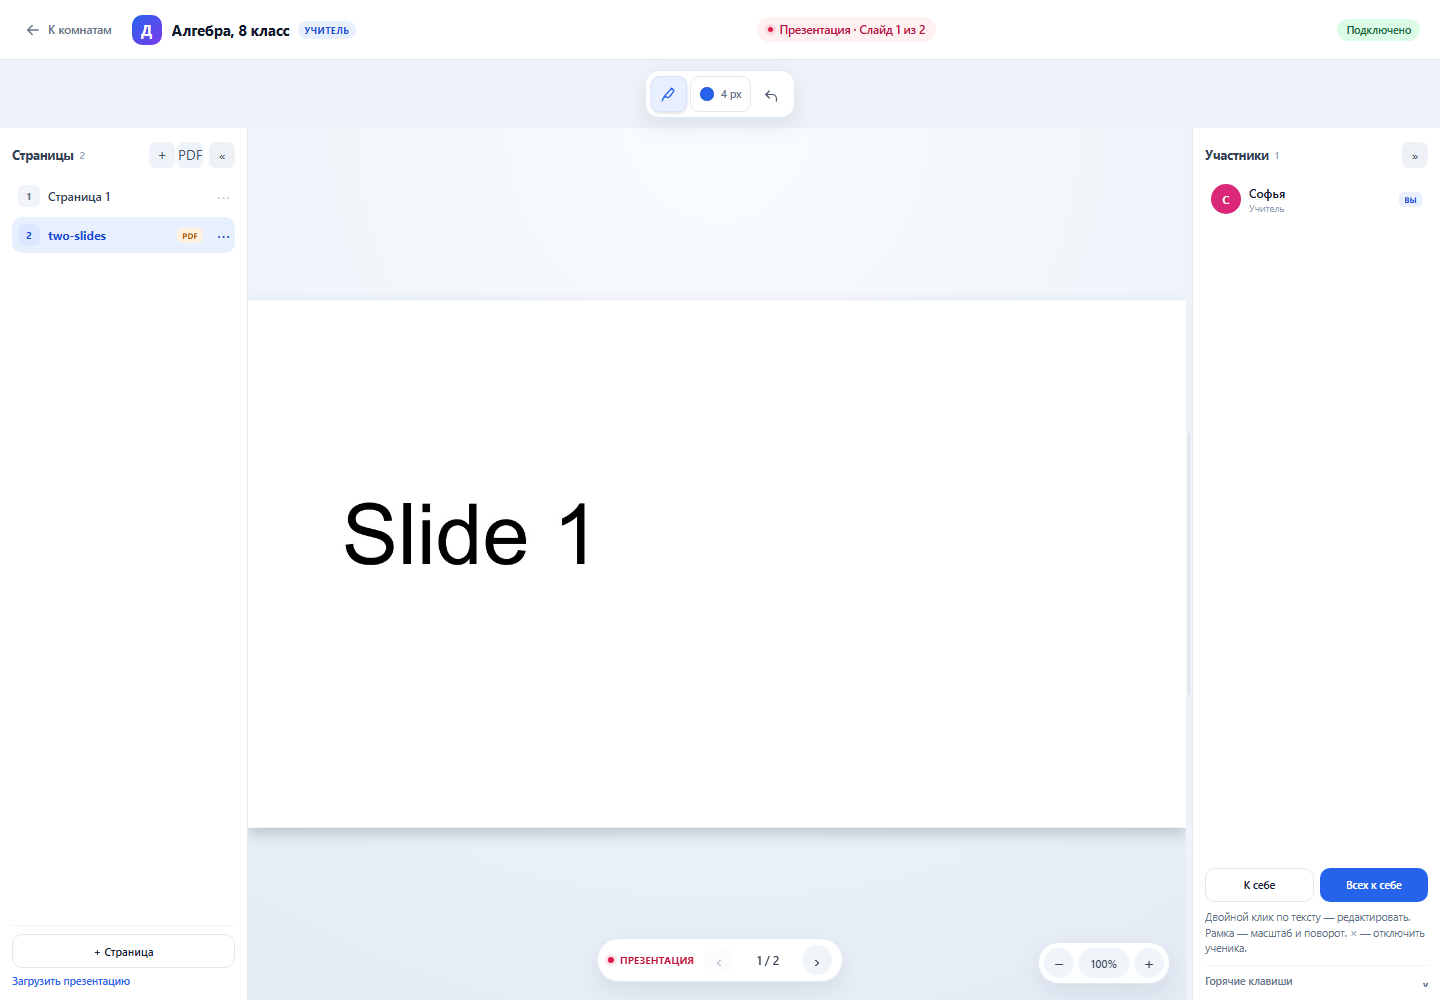 К комнатам
Д
Алгебра, 8 класс
УЧИТЕЛЬ
Презентация · Слайд 1 из 2
Подключено
4 px
Страницы 2
+
PDF
«
1 Страница 1 ...
2 two-slides PDF ...
Slide 1
Участники 1
»
С
Софья
Учитель
ВЫ
+ Страница
Загрузить презентацию
ПРЕЗЕНТАЦИЯ ‹ 1 / 2 ›
− 100% +
К себе
Всех к себе
Двойной клик по тексту — редактировать.
Рамка — масштаб и поворот. × — отключить
ученика.
Горячие клавиши